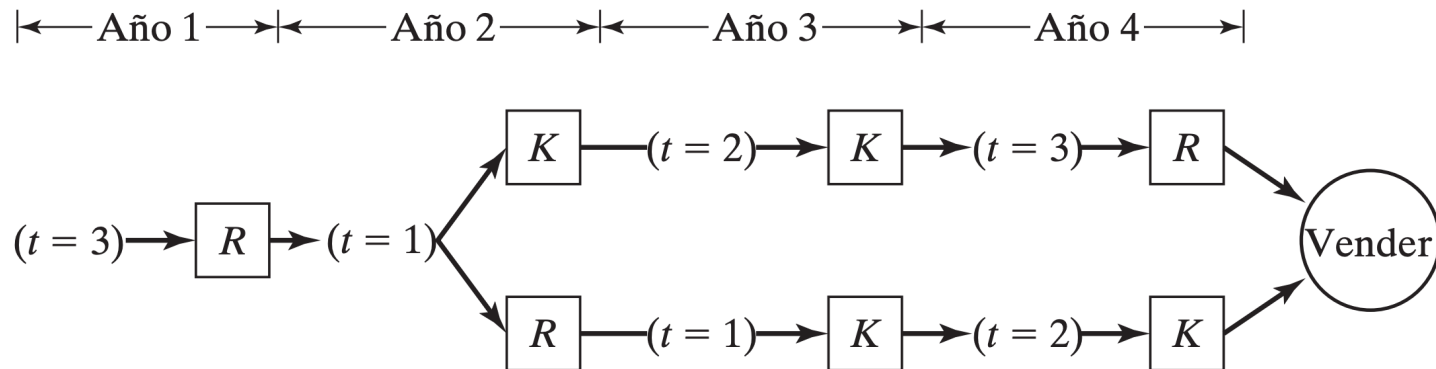 Año 1 Año 2 Año 3 Año 4
K (t = 2) K (t = 3) R
(t = 3) R (t = 1) Vender
R (t = 1) K (t = 2) K